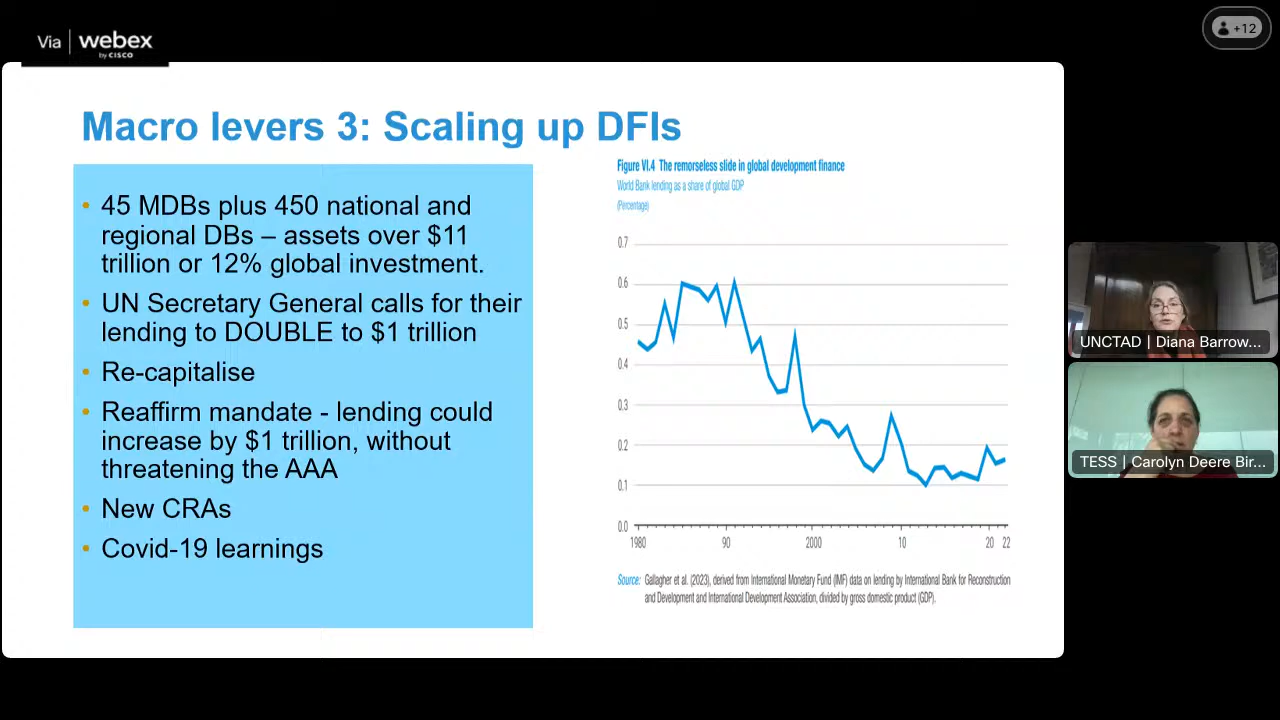 Via webex
by CISCO
+12
Macro levers 3: Scaling up DFIs
• 45 MDBs plus 450 national and
regional DBs – assets over $11
trillion or 12% global investment.
• UN Secretary General calls for their
lending to DOUBLE to $1 trillion
• Re-capitalise
• Reaffirm mandate - lending could
increase by $1 trillion, without
threatening the AAA
• New CRAs
• Covid-19 learnings
Figure VI.4 The remorseless slide in global development finance
World Bank lending as a share of global GDP
(Percentage)
0.7
0.6
0.5
0.4
0.3
0.2
0.1
0.0
1980 90 2000 10 20 22
Source: Gallagher et al. (2023), derived from International Monetary Fund (IMF) data on lending by International Bank for Reconstruction
and Development and International Development Association, divided by gross domestic product (GDP).
UNCTAD | Diana Barrow...
TESS | Carolyn Deere Bir...